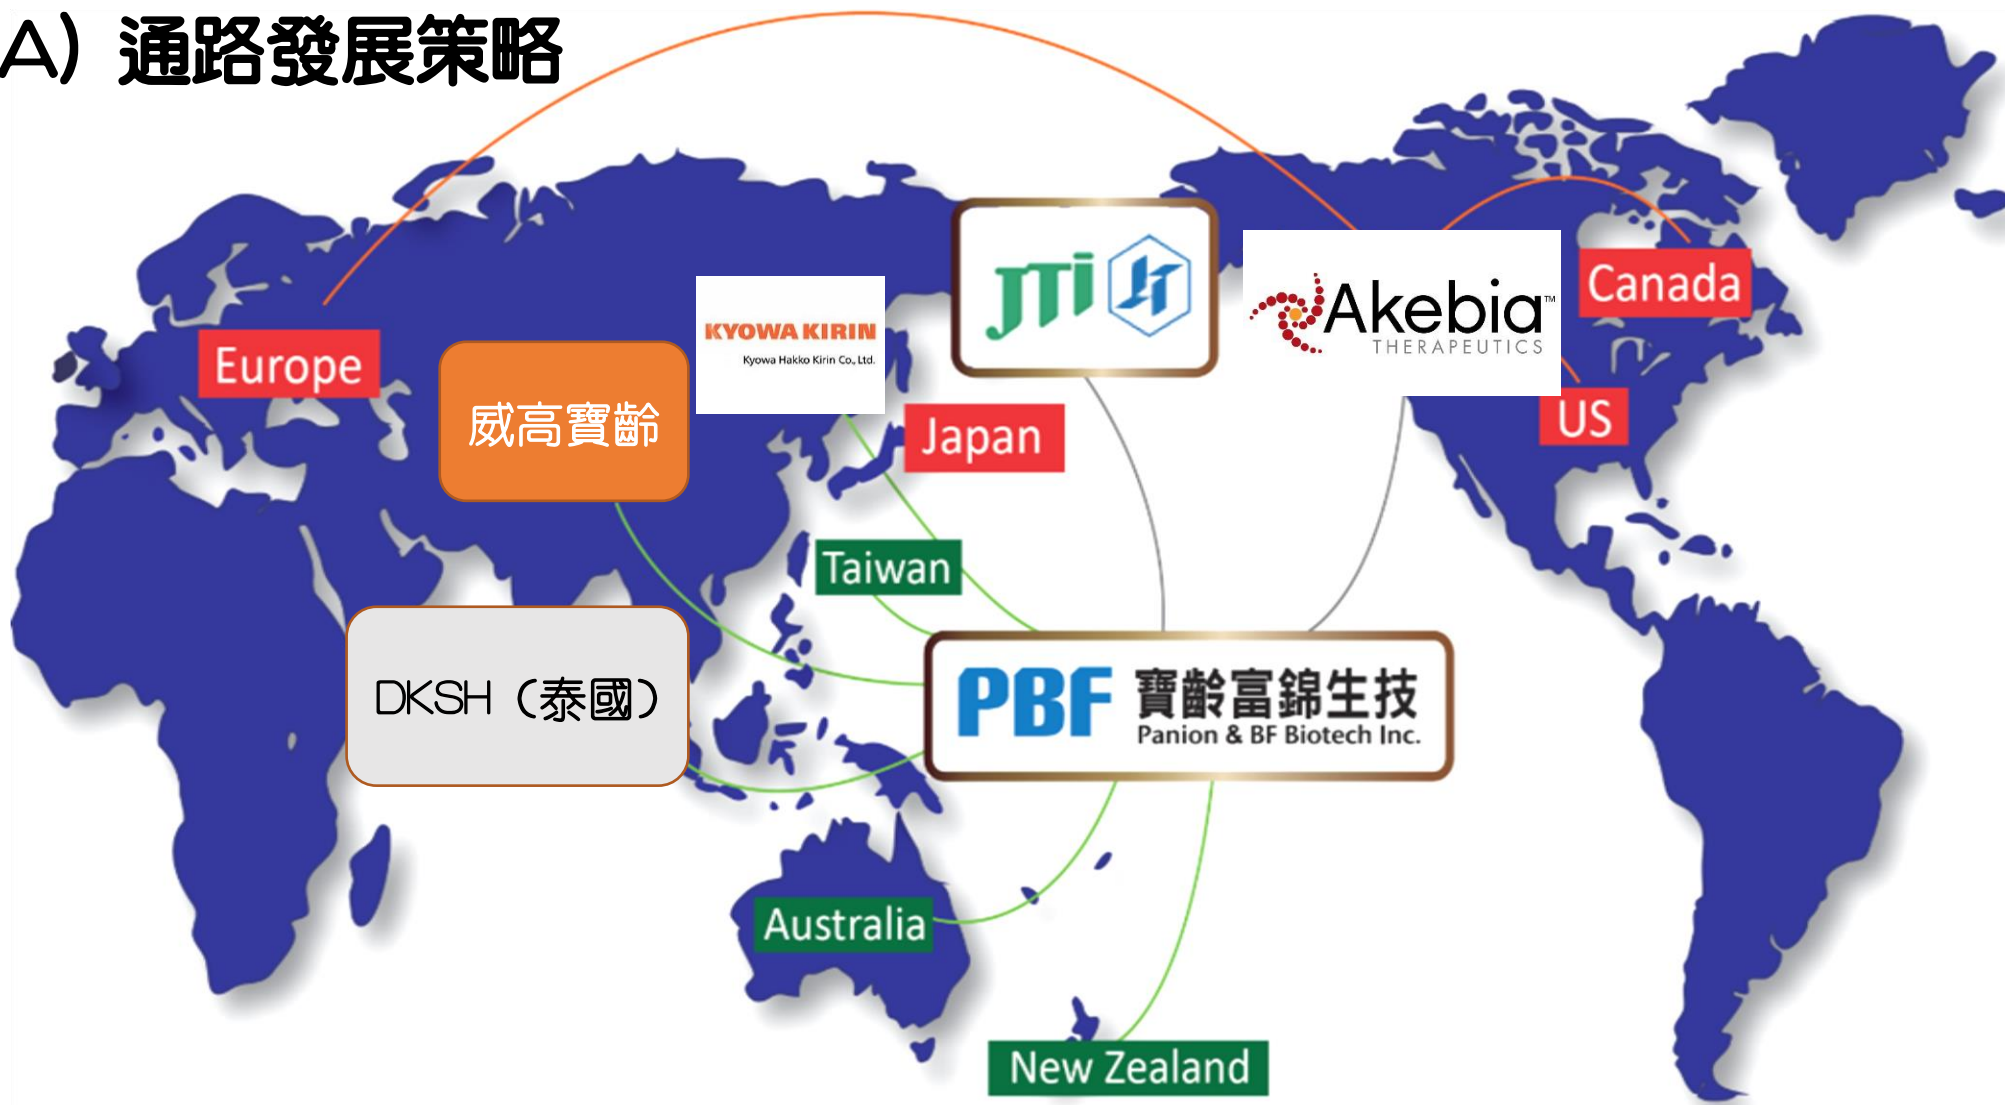 A) 通路發展策略
JTi
Akebia™
THERAPEUTICS
Canada
KYOWA KIRIN
Kyowa Hakko Kirin Co., Ltd.
Europe
威高寶齡
Japan
US
Taiwan
DKSH（泰國）
PBF 寶齡富錦生技
Panion & BF Biotech Inc.
Australia
New Zealand